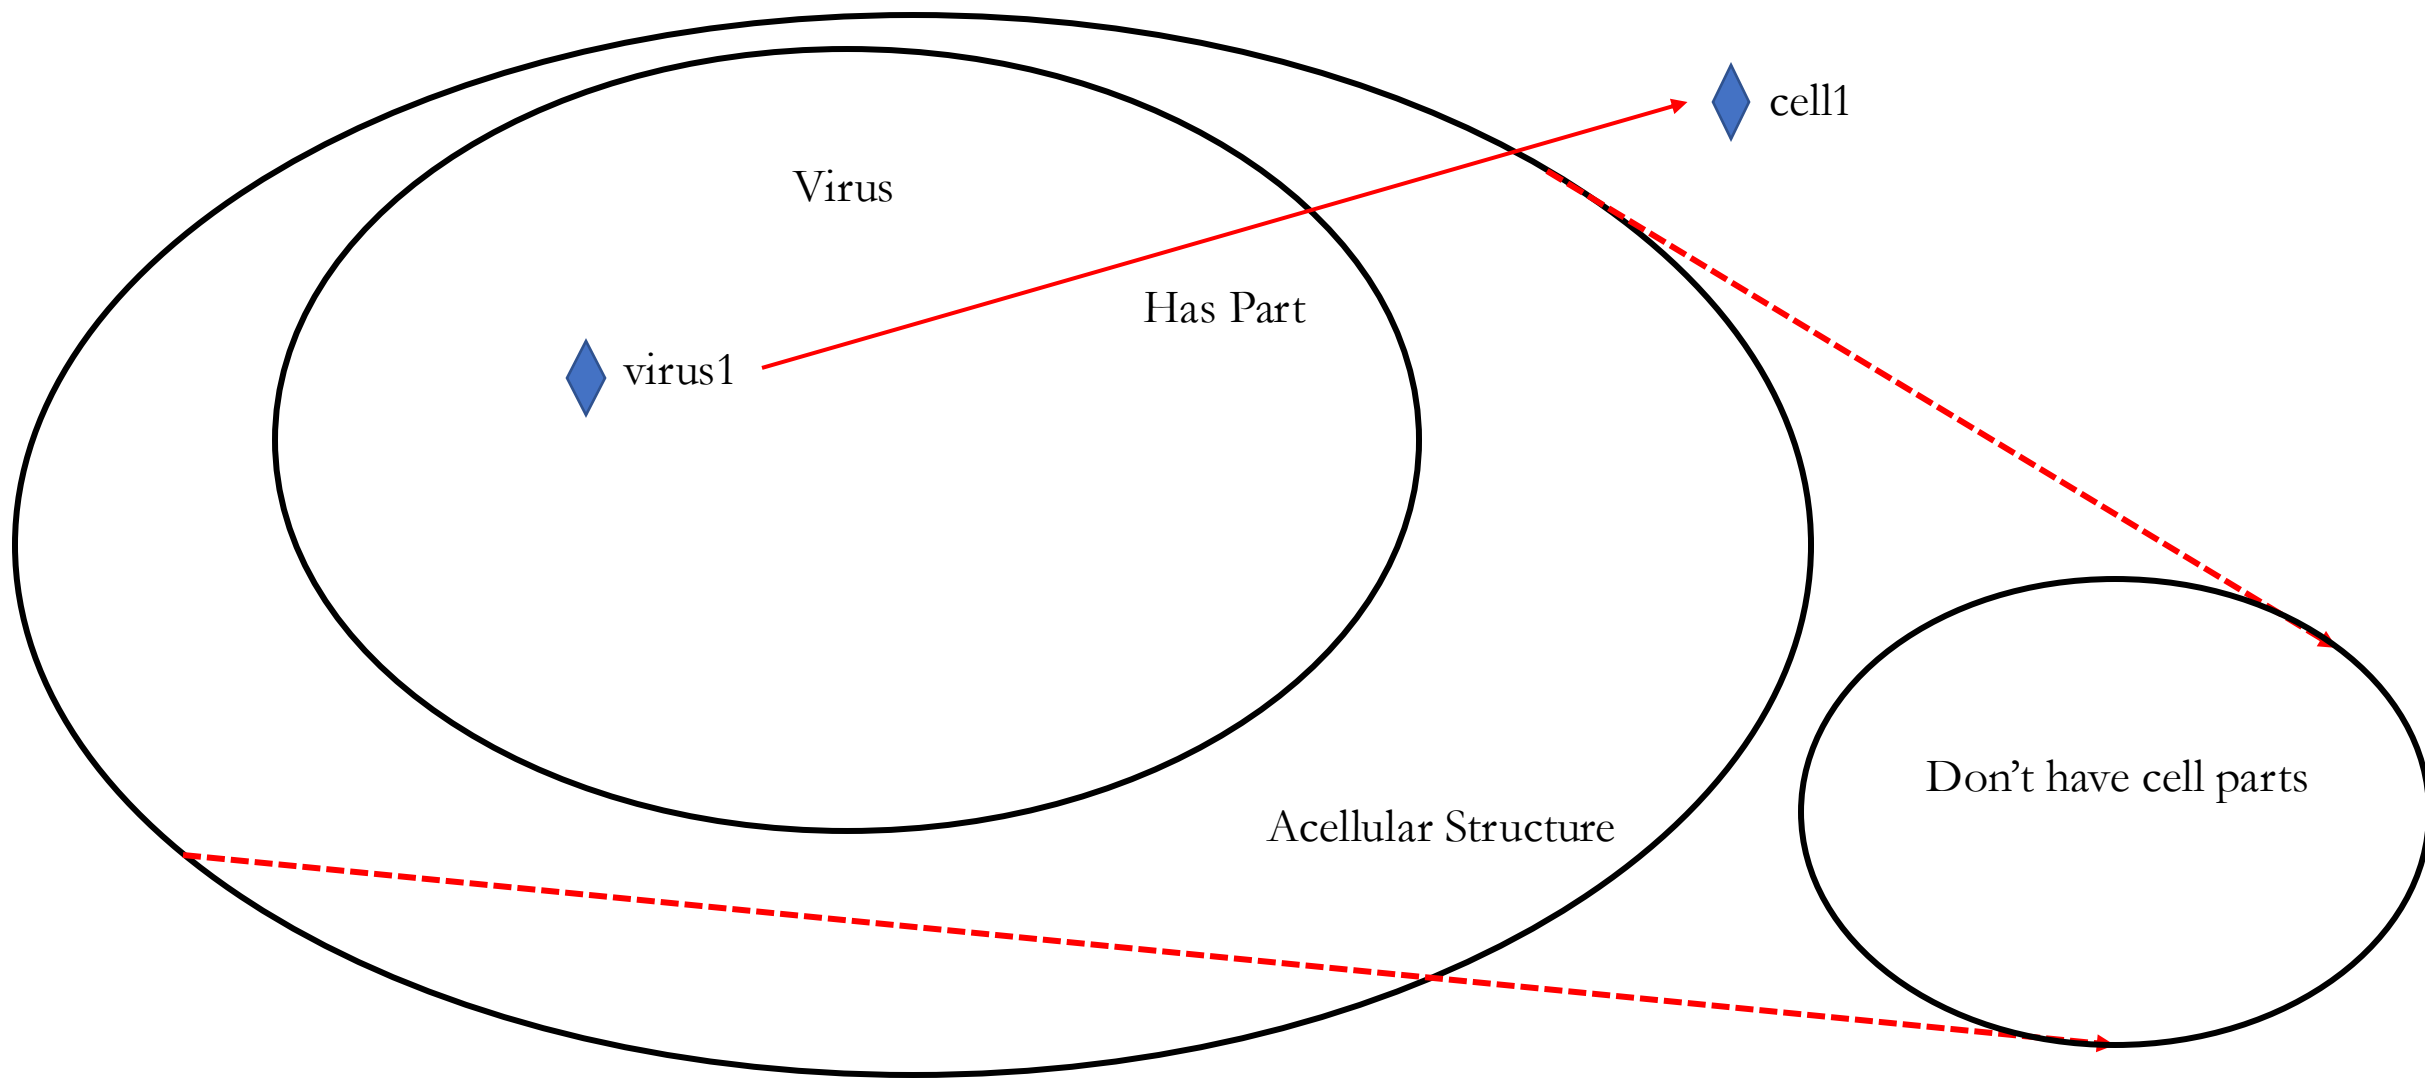 cell1
Virus
Has Part
virus1
Don’t have cell parts
Acellular Structure